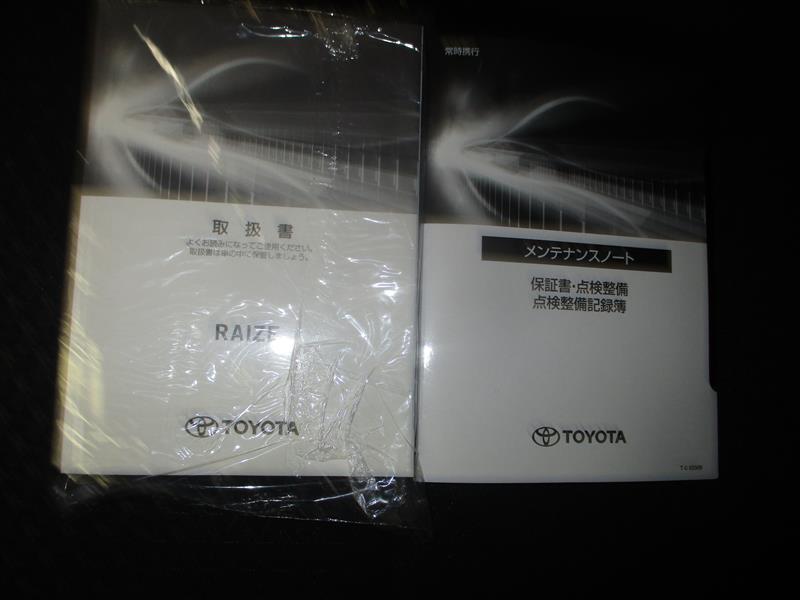 取扱書
よくお読みになってご使用ください。
取扱書は車の中に保管しましょう。
RAIZE
TOYOTA
常時携行
メンテナンスノート
保証書・点検整備
点検整備記録簿
TOYOTA